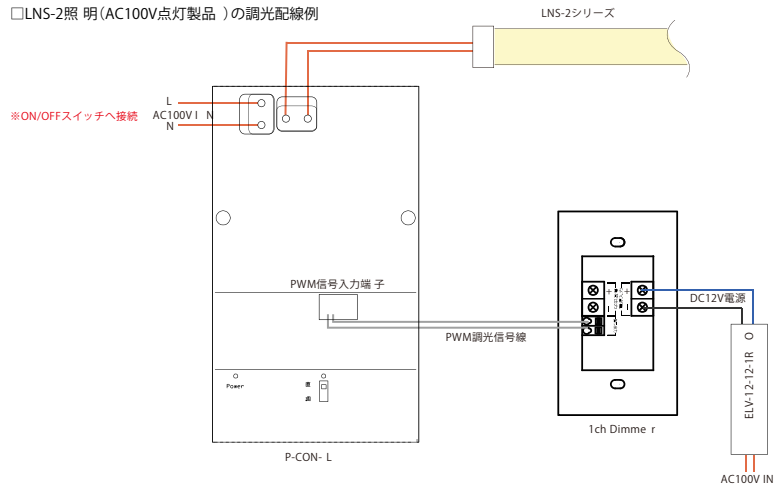 □LNS-2照 明(AC100V点灯製品 )の調光配線例
LNS-2シリーズ
L
※ON/OFFスイッチへ接続
AC100V I N
N
PWM信号入力端 子
DC12V電源
PWM調光信号線
ELV-12-12-1R O
Power
1ch Dimme r
P-CON- L
AC100V IN